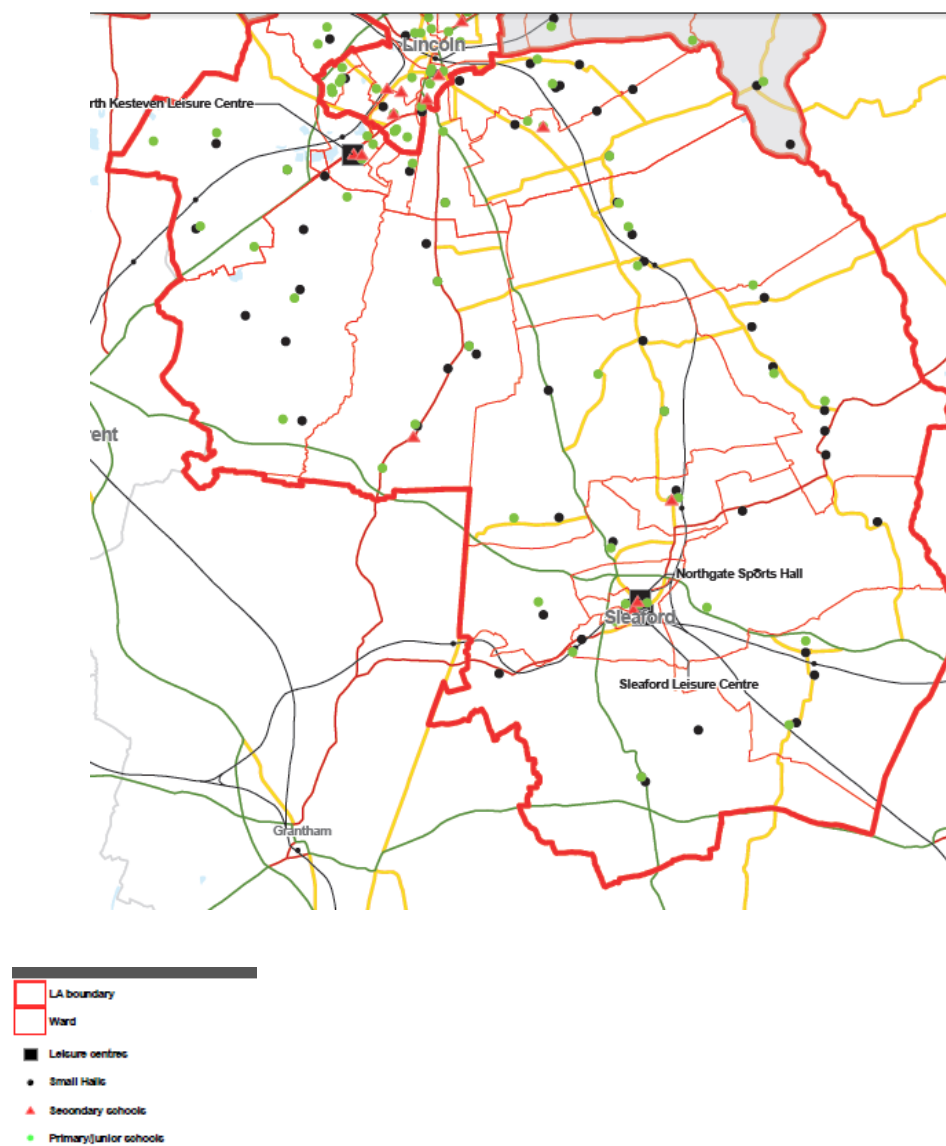 Lincoln
rth Kesteven Leisure Centre
ent
Northgate Sports Hall
Sleaford
Sleaford Leisure Centre
Grantham
LA boundary
Ward
Leisure centres
Small Halls
Secondary schools
Primary/junior schools